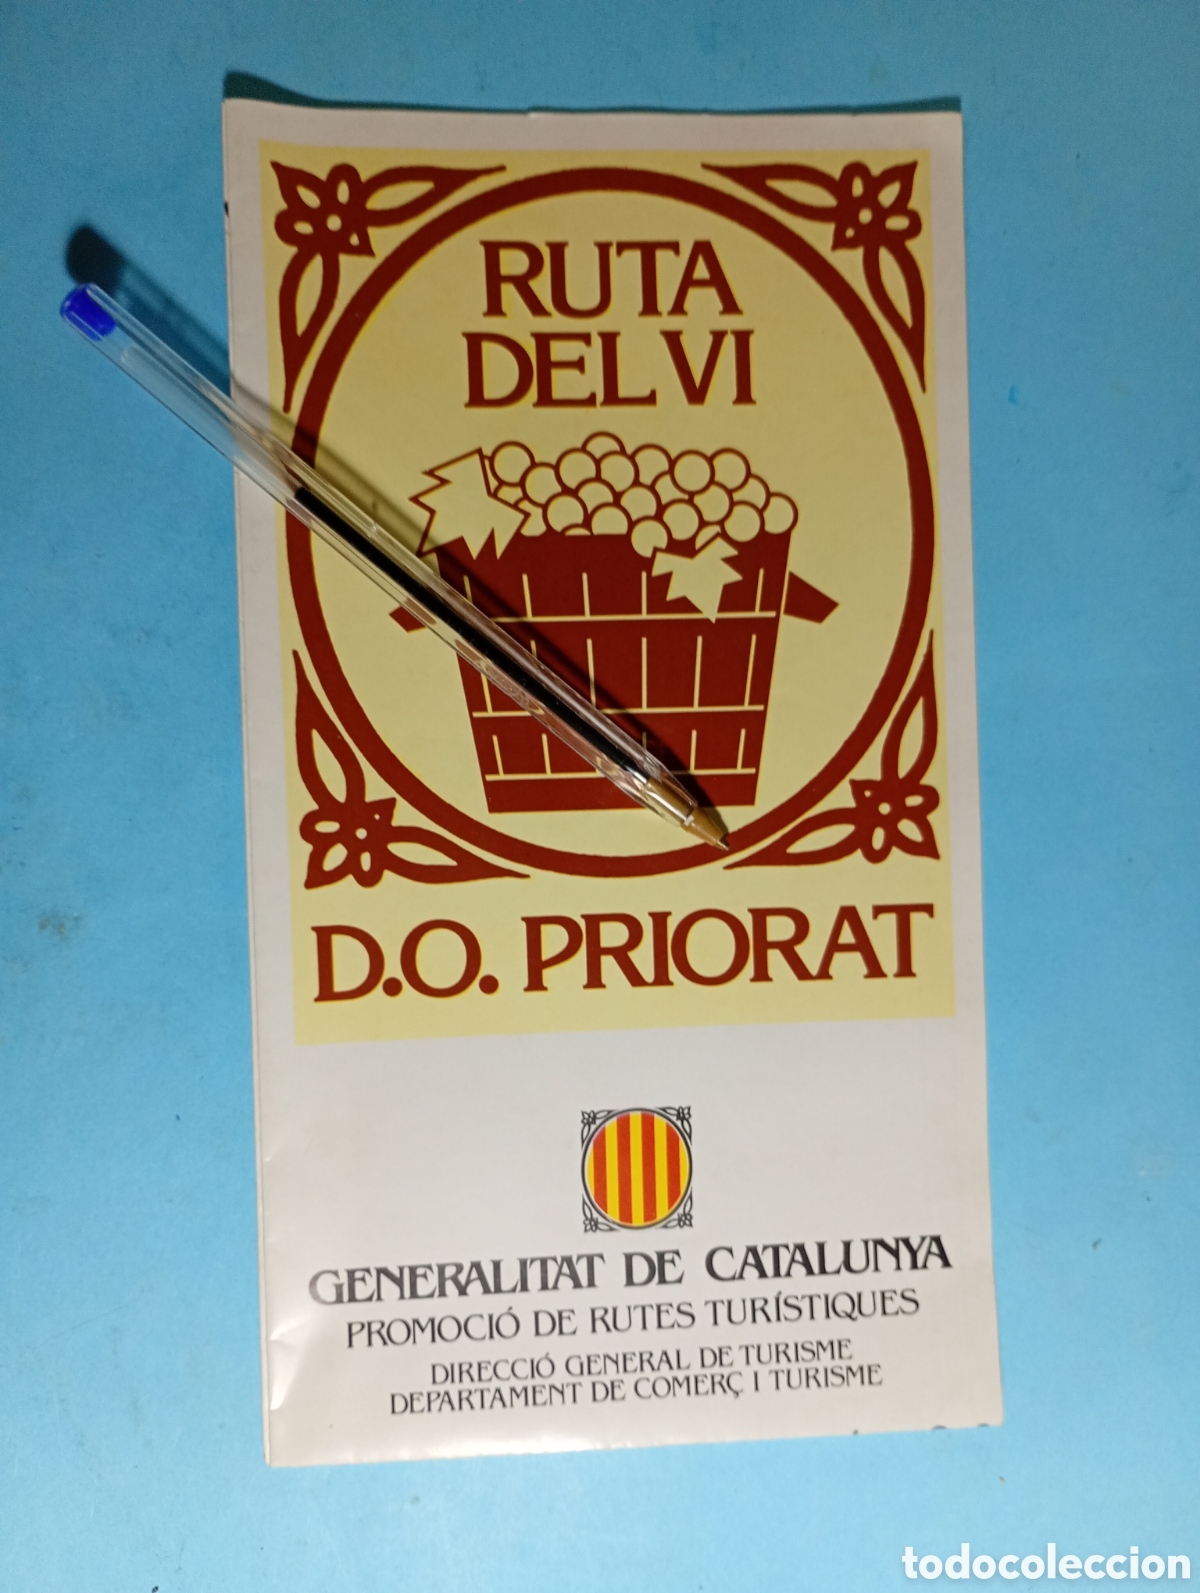 RUTA
DEL VI
D.O. PRIORAT
GENERALITAT DE CATALUNYA
PROMOCIÓ DE RUTES TURÍSTIQUES
DIRECCIÓ GENERAL DE TURISME
DEPARTAMENT DE COMERÇ I TURISME
todocoleccion